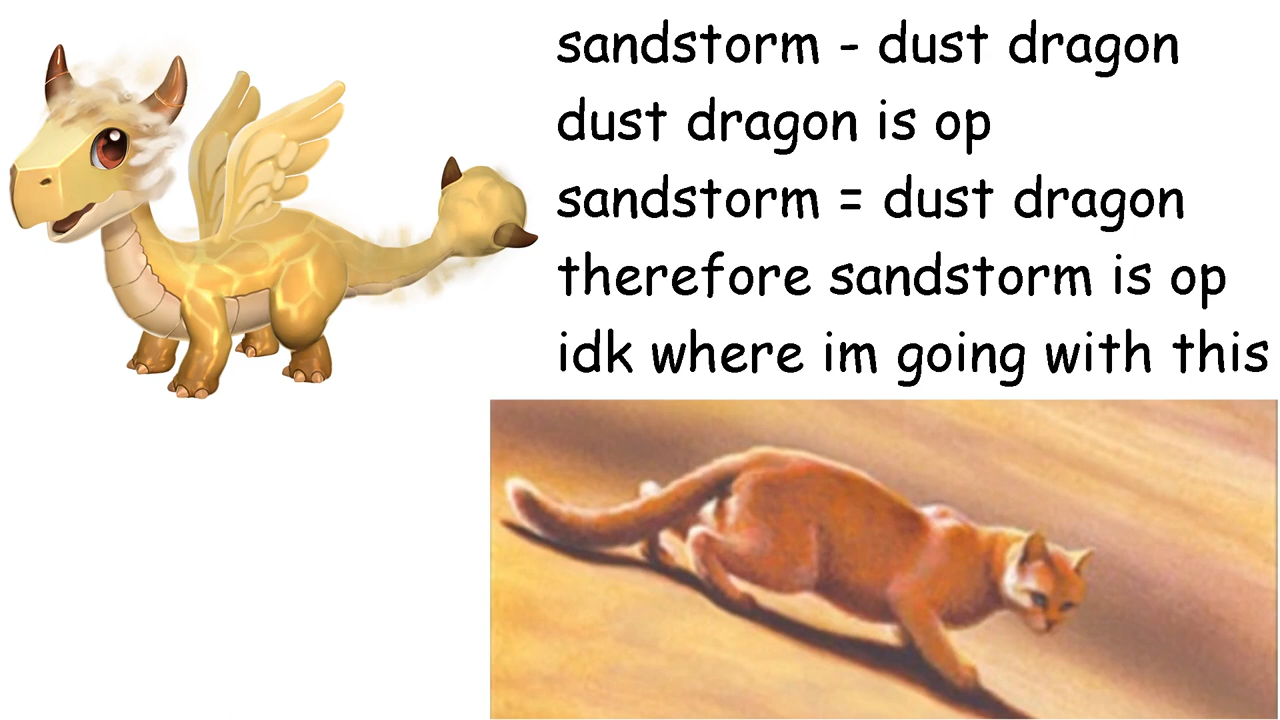 sandstorm - dust dragon
dust dragon is op
sandstorm = dust dragon
therefore sandstorm is op
idk where im going with this